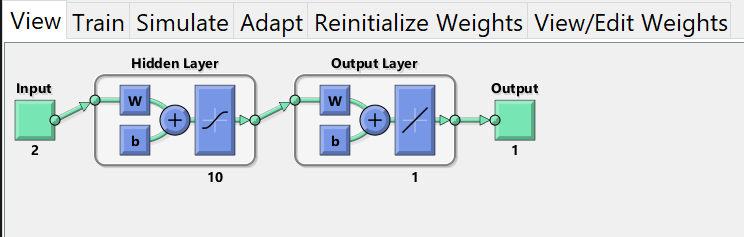 View Train Simulate Adapt Reinitialize Weights View/Edit Weights
Hidden Layer Output Layer
Input Output
W W
b b
2 1
10 1